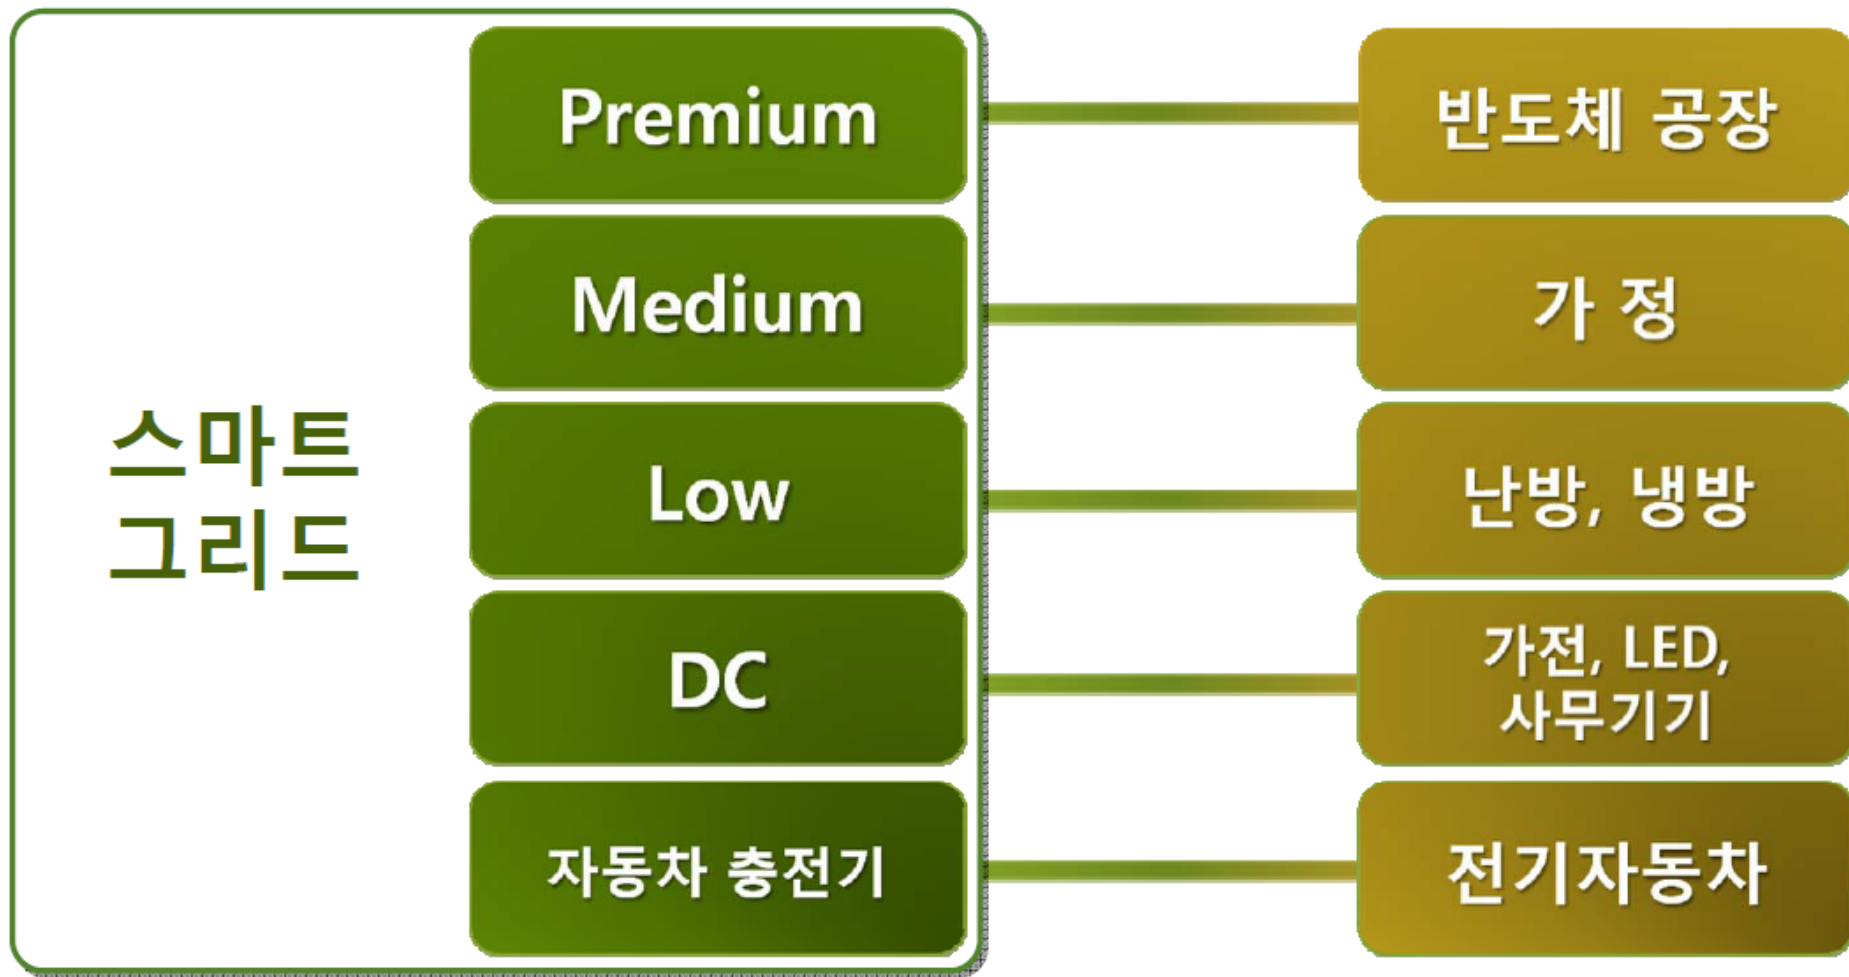 스마트
그리드
Premium
반도체 공장
Medium
가 정
Low
난방, 냉방
DC
가전, LED,
사무기기
자동차 충전기
전기자동차